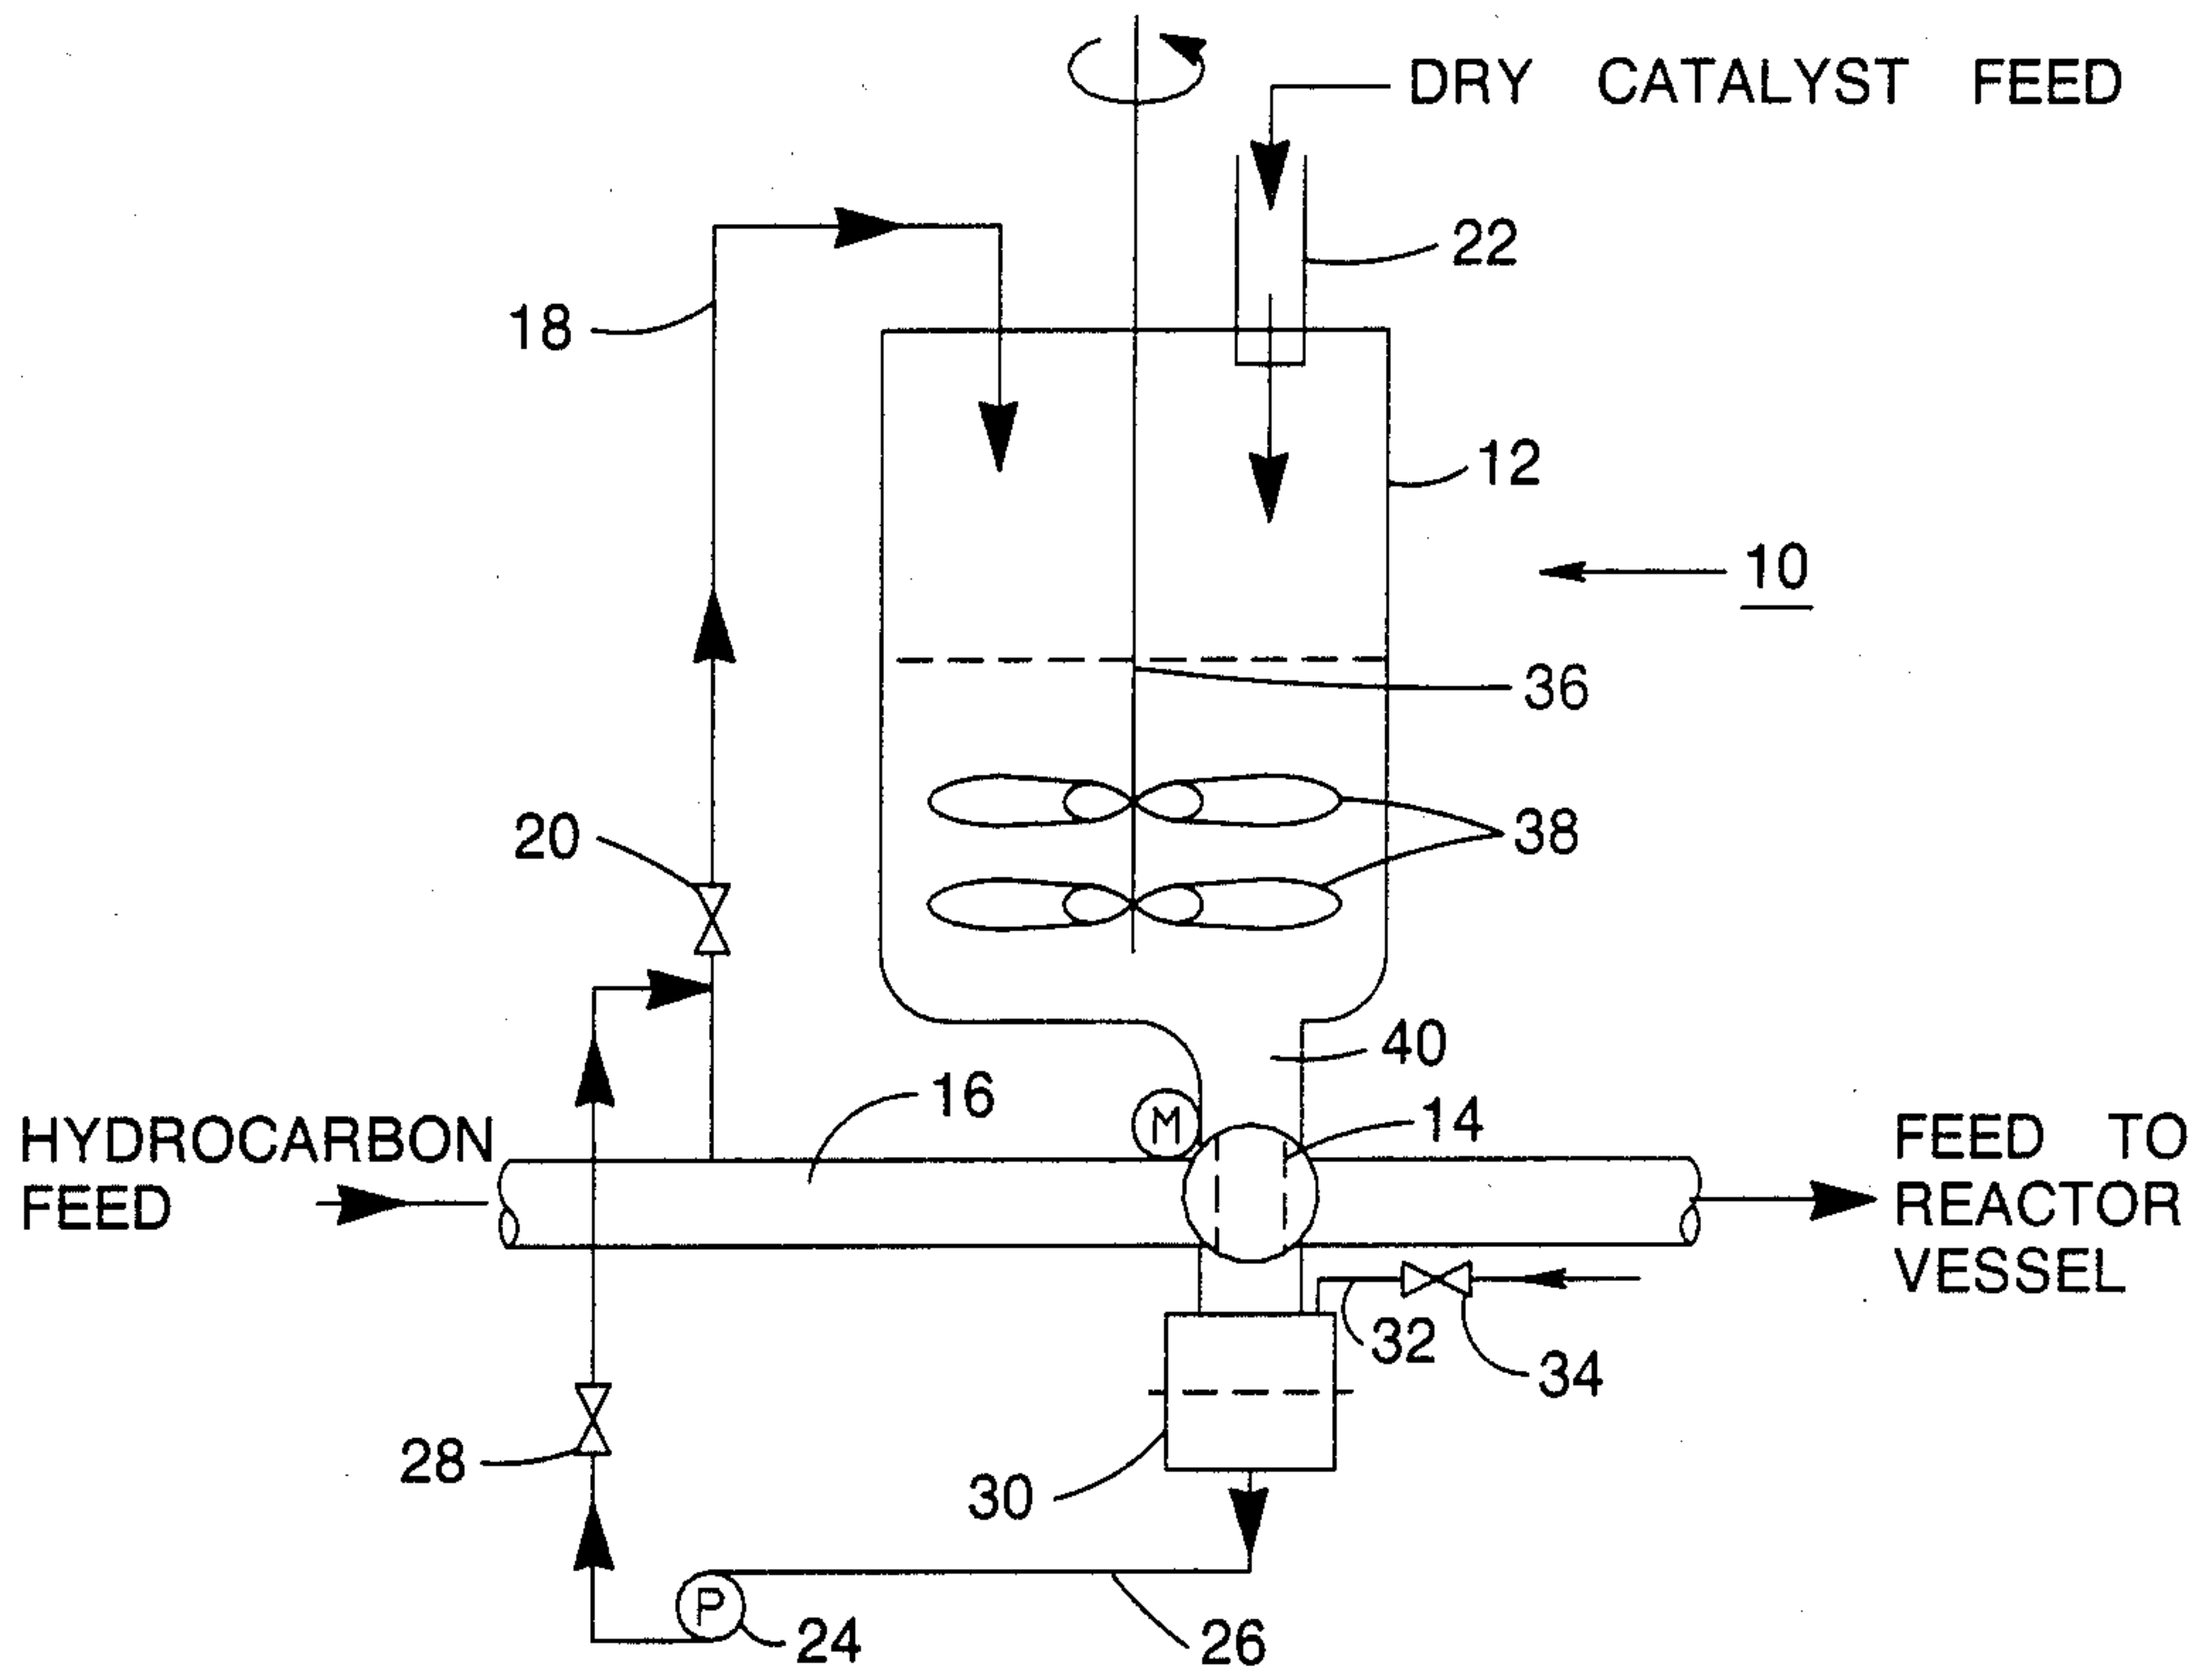 DRY CATALYST FEED
22
18
12
10
36
20
38
40
16
M
14
HYDROCARBON
FEED
FEED TO
REACTOR
VESSEL
32
34
28
30
P
24
26